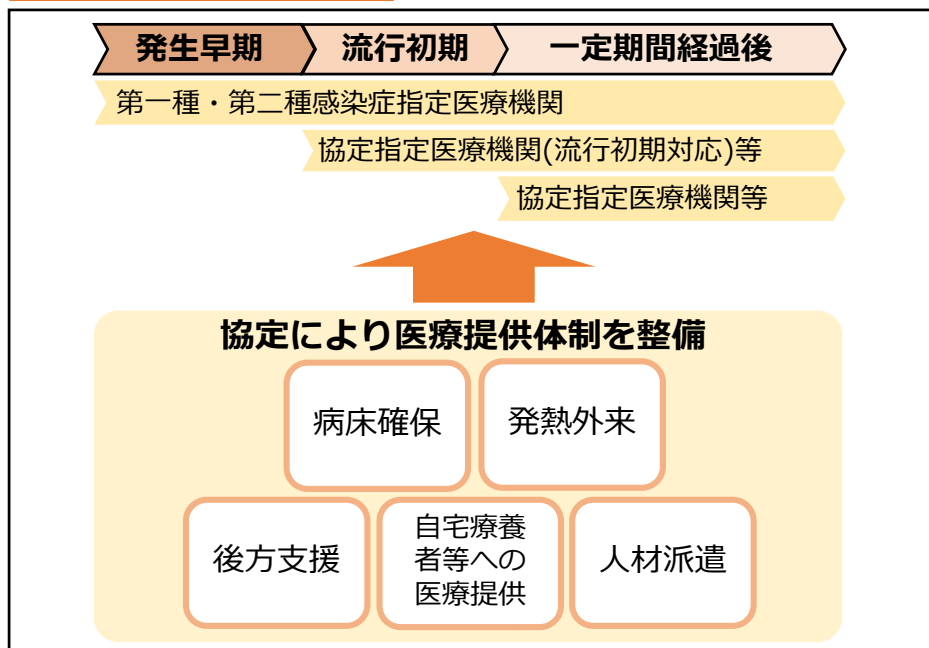 発生早期
流行初期
一定期間経過後
第一種・第二種感染症指定医療機関
協定指定医療機関(流行初期対応)等
協定指定医療機関等
協定により医療提供体制を整備
病床確保
発熱外来
後方支援
自宅療養
者等への
医療提供
人材派遣